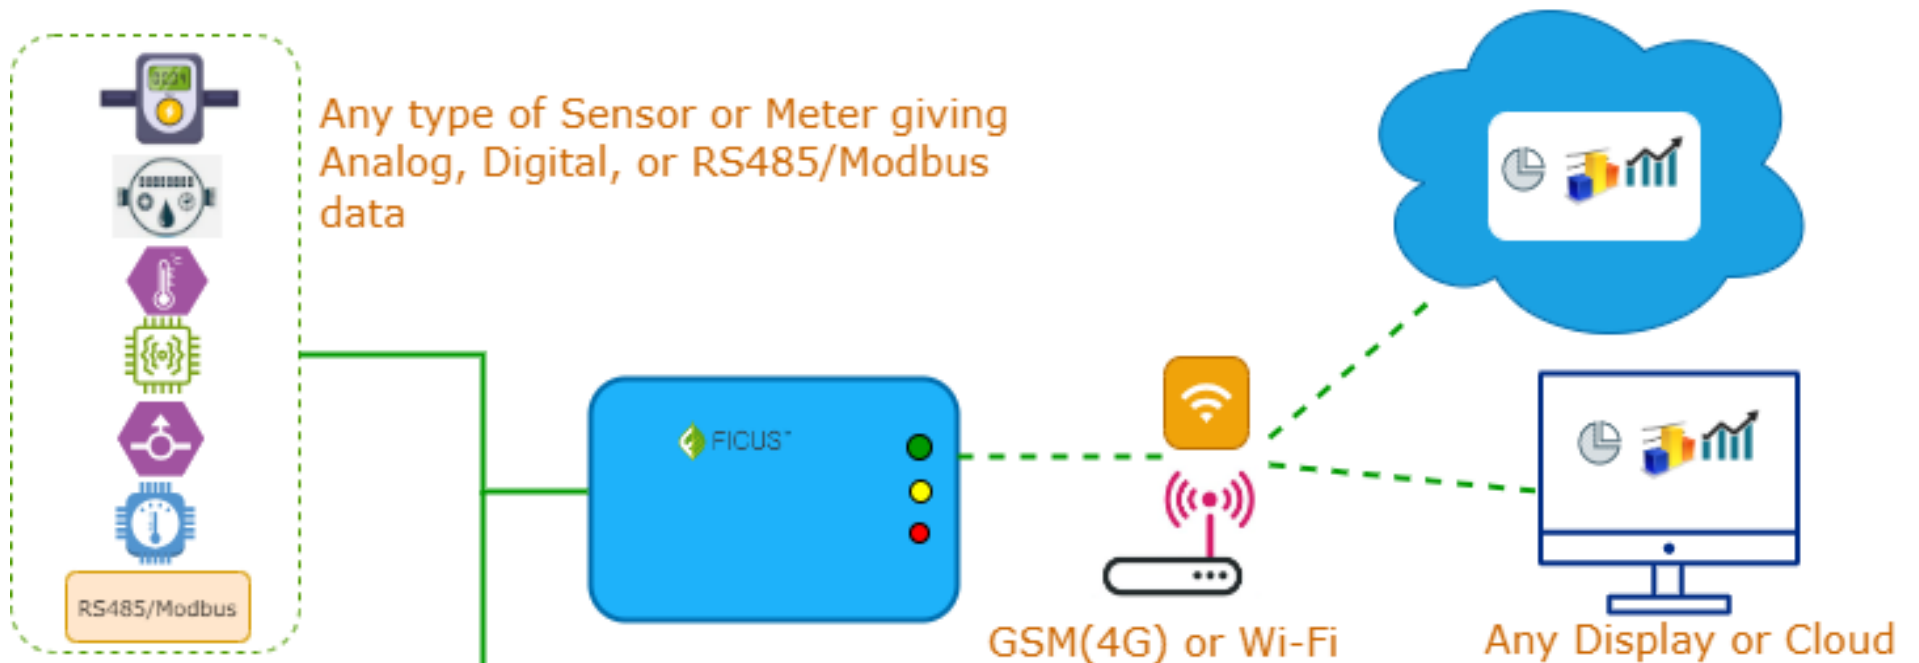 Any type of Sensor or Meter giving
Analog, Digital, or RS485/Modbus
data
FICUS™
RS485/Modbus
GSM(4G) or Wi-Fi
Any Display or Cloud